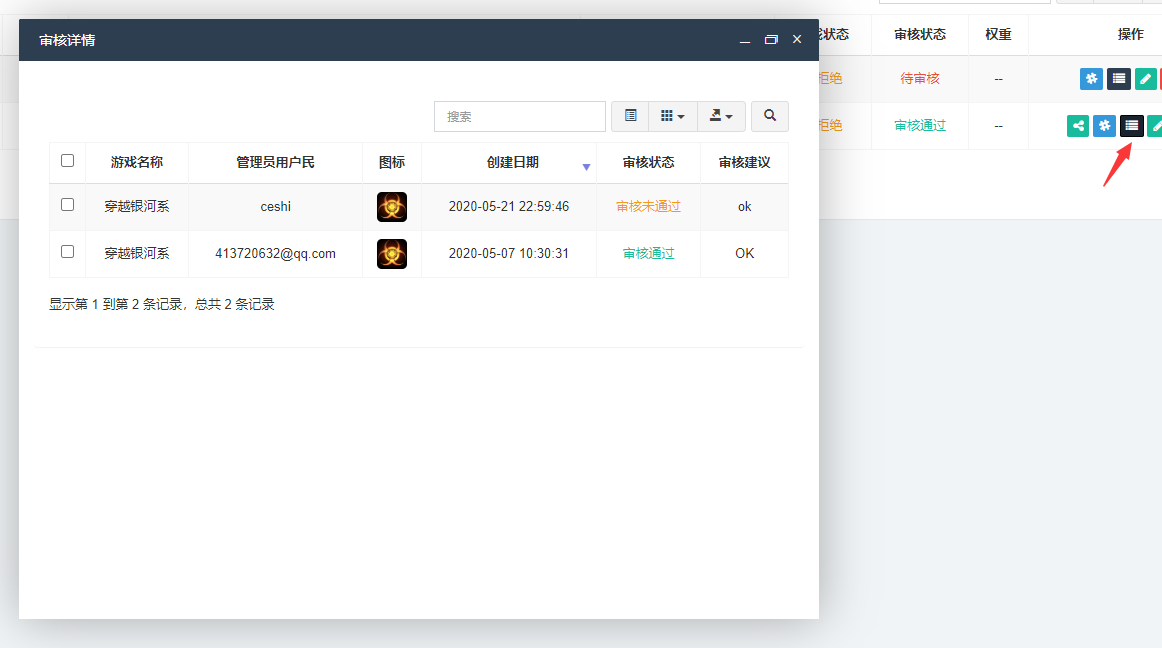 审核详情
搜索
游戏名称 管理员用户民 图标 创建日期 审核状态 审核建议
穿越银河系 ceshi 2020-05-21 22:59:46 审核未通过 ok
穿越银河系 413720632@qq.com 2020-05-07 10:30:31 审核通过 OK
显示第 1 到第 2 条记录，总共 2 条记录
状态 审核状态 权重 操作
拒绝 待审核 --
拒绝 审核通过 --